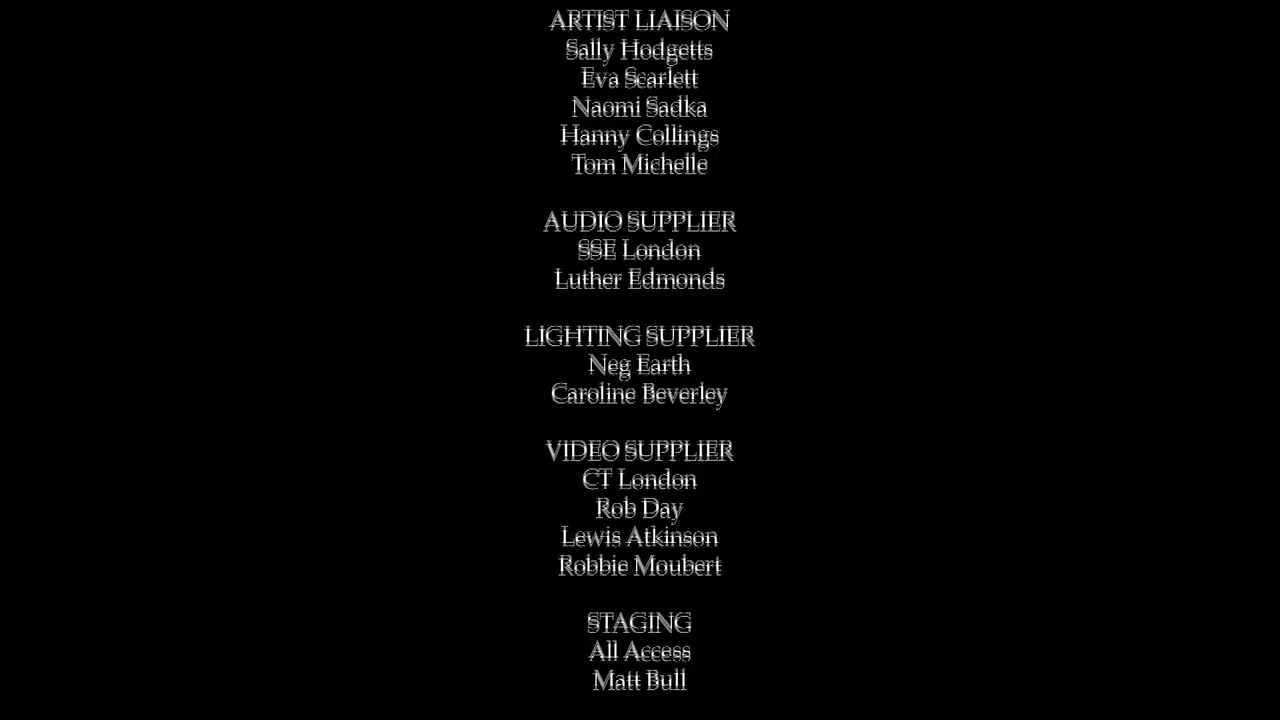 ARTIST LIAISON
Sally Hodgetts
Eva Scarlett
Naomi Sadka
Hanny Collings
Tom Michelle
AUDIO SUPPLIER
SSE London
Luther Edmonds
LIGHTING SUPPLIER
Neg Earth
Caroline Beverley
VIDEO SUPPLIER
CT London
Rob Day
Lewis Atkinson
Robbie Moubert
STAGING
All Access
Matt Bull